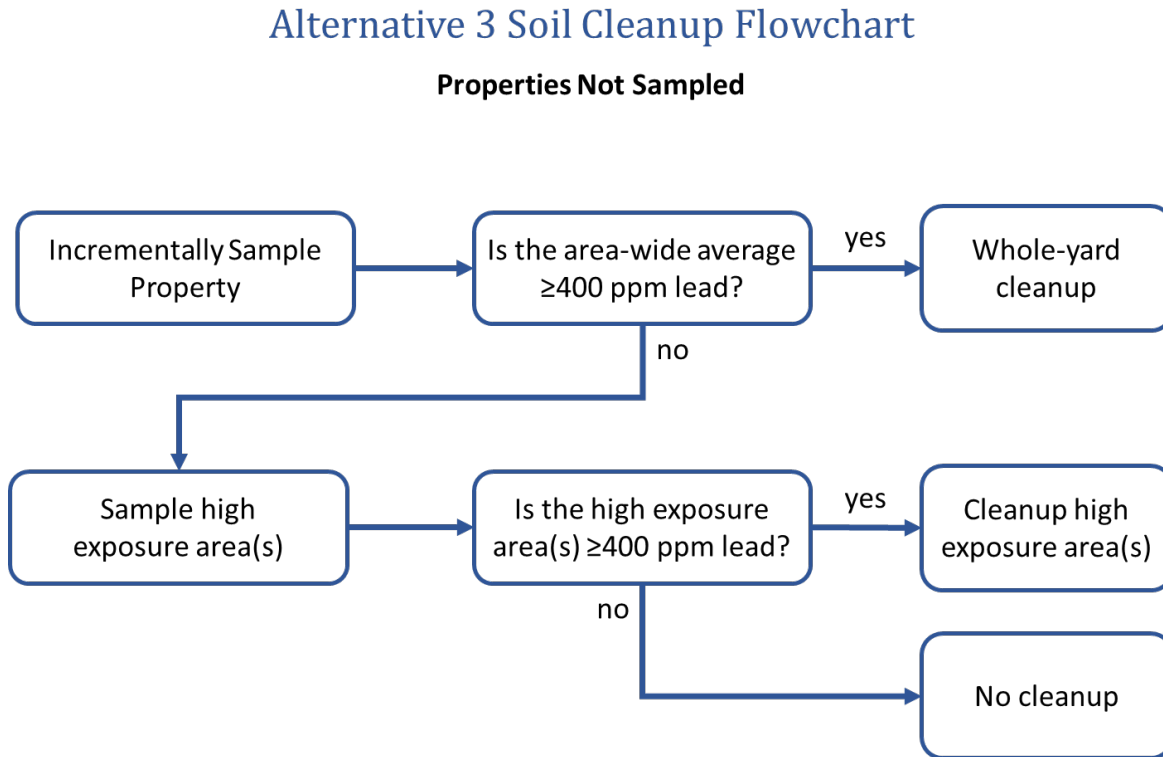 Alternative 3 Soil Cleanup Flowchart
Properties Not Sampled
Incrementally Sample
Property
Is the area-wide average
≥400 ppm lead?
yes
Whole-yard
cleanup
no
Sample high
exposure area(s)
Is the high exposure
area(s) ≥400 ppm lead?
yes
Cleanup high
exposure area(s)
no
No cleanup